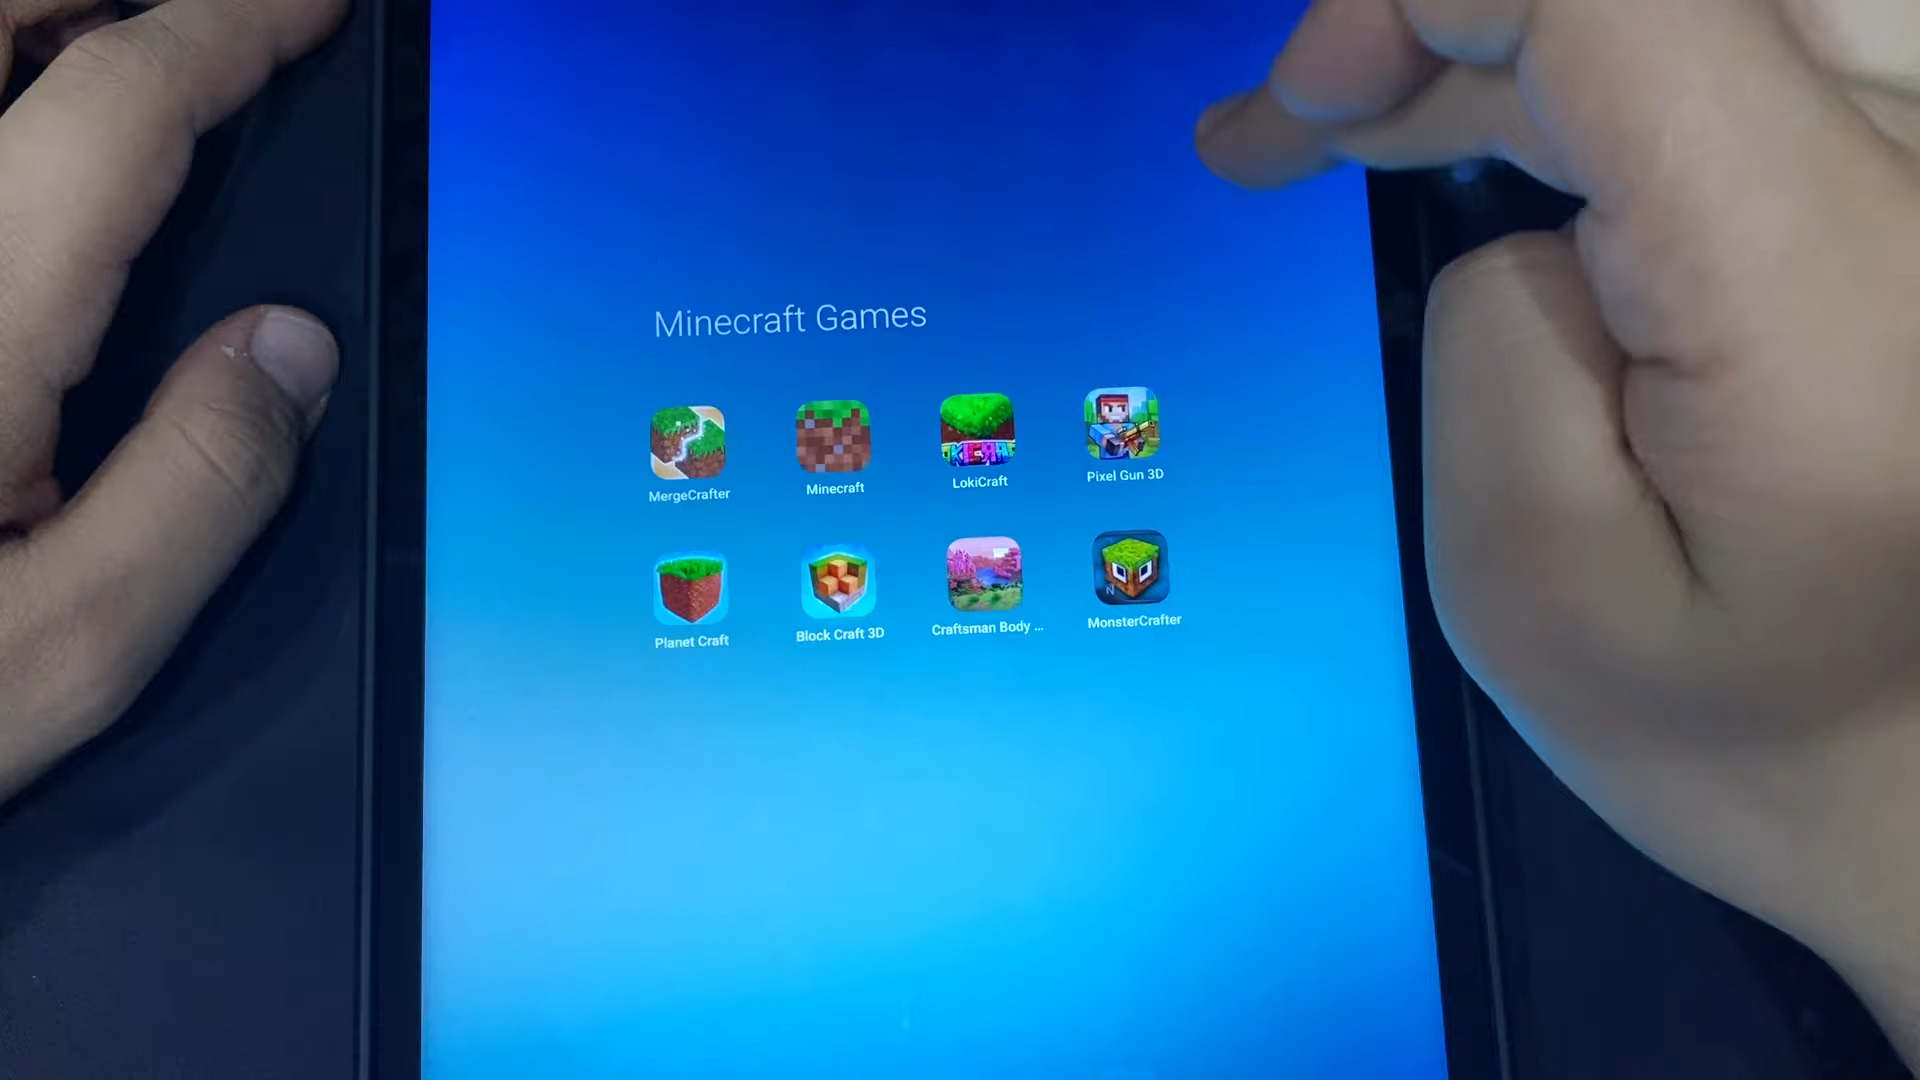 Minecraft Games
MergeCrafter
Minecraft
LokiCraft
Pixel Gun 3D
Planet Craft
Block Craft 3D
Craftsman Body ...
MonsterCrafter